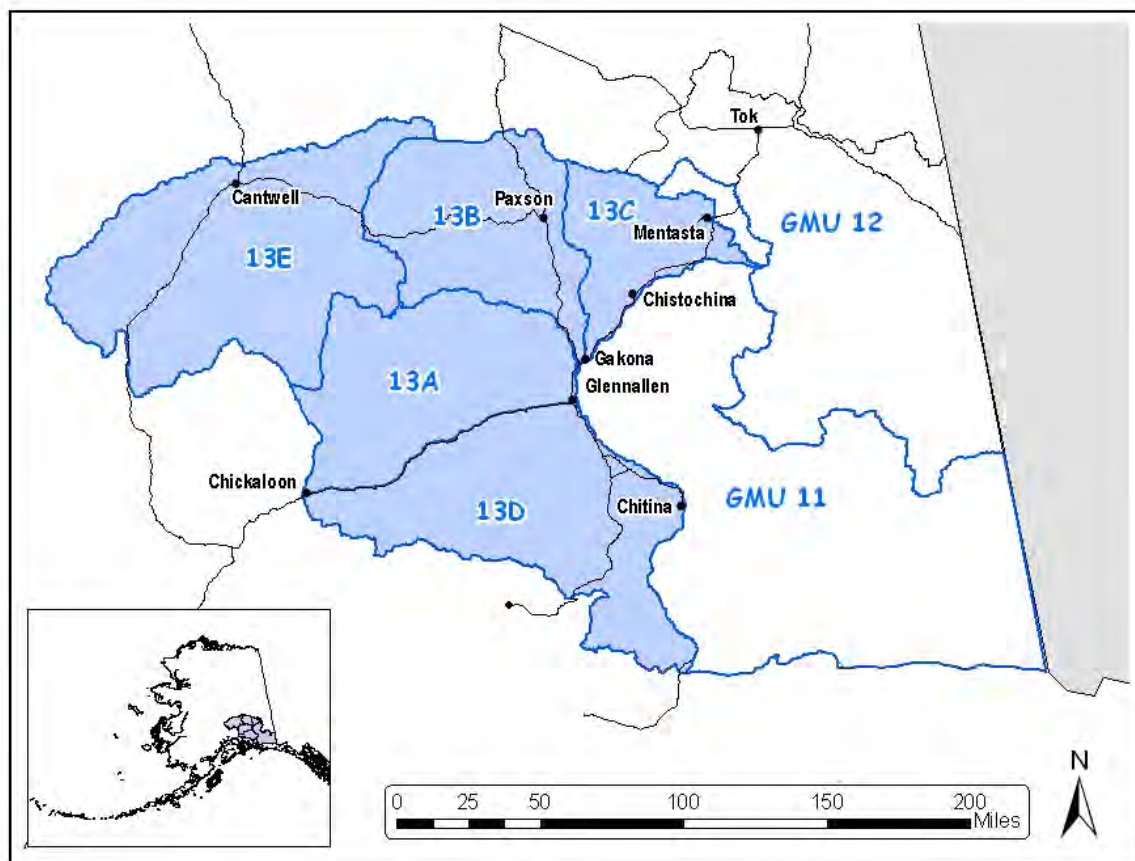 Tok
Cantwell
Paxson
13B
13C
Mentasta
GMU 12
13E
Chistochina
Gakona
Glennallen
13A
Chickaloon
13D
Chitina
GMU 11
N
0 25 50 100 150 200
Miles